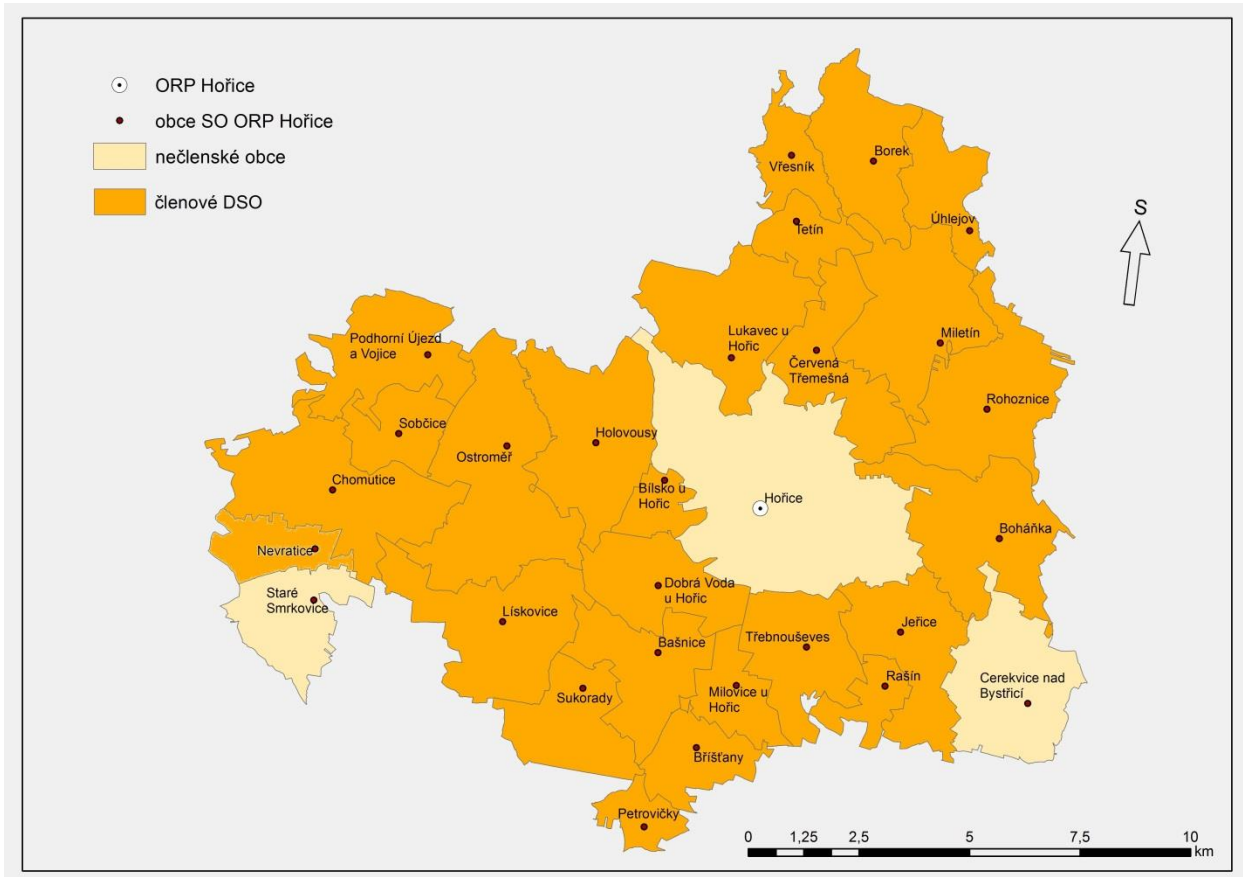 ORP Hořice
obce SO ORP Hořice
nečlenské obce
členové DSO
S
Vřesník
Borek
Tetín
Úhlejov
Podhorní Újezd
a Vojice
Lukavec u
Hořic
Červená
Třemešná
Miletín
Rohoznice
Sobčice
Ostroměř
Holovousy
Chomutice
Bílsko u
Hořic
Hořice
Boháňka
Nevratice
Staré
Smrkovice
Dobrá Voda
u Hořic
Lískovice
Bašnice
Třebnouševes
Jeřice
Sukorady
Milovice u
Hořic
Rašín
Cerekvice nad
Bystřicí
Bříšťany
Petrovičky
0 1,25 2,5 5 7,5 10
km